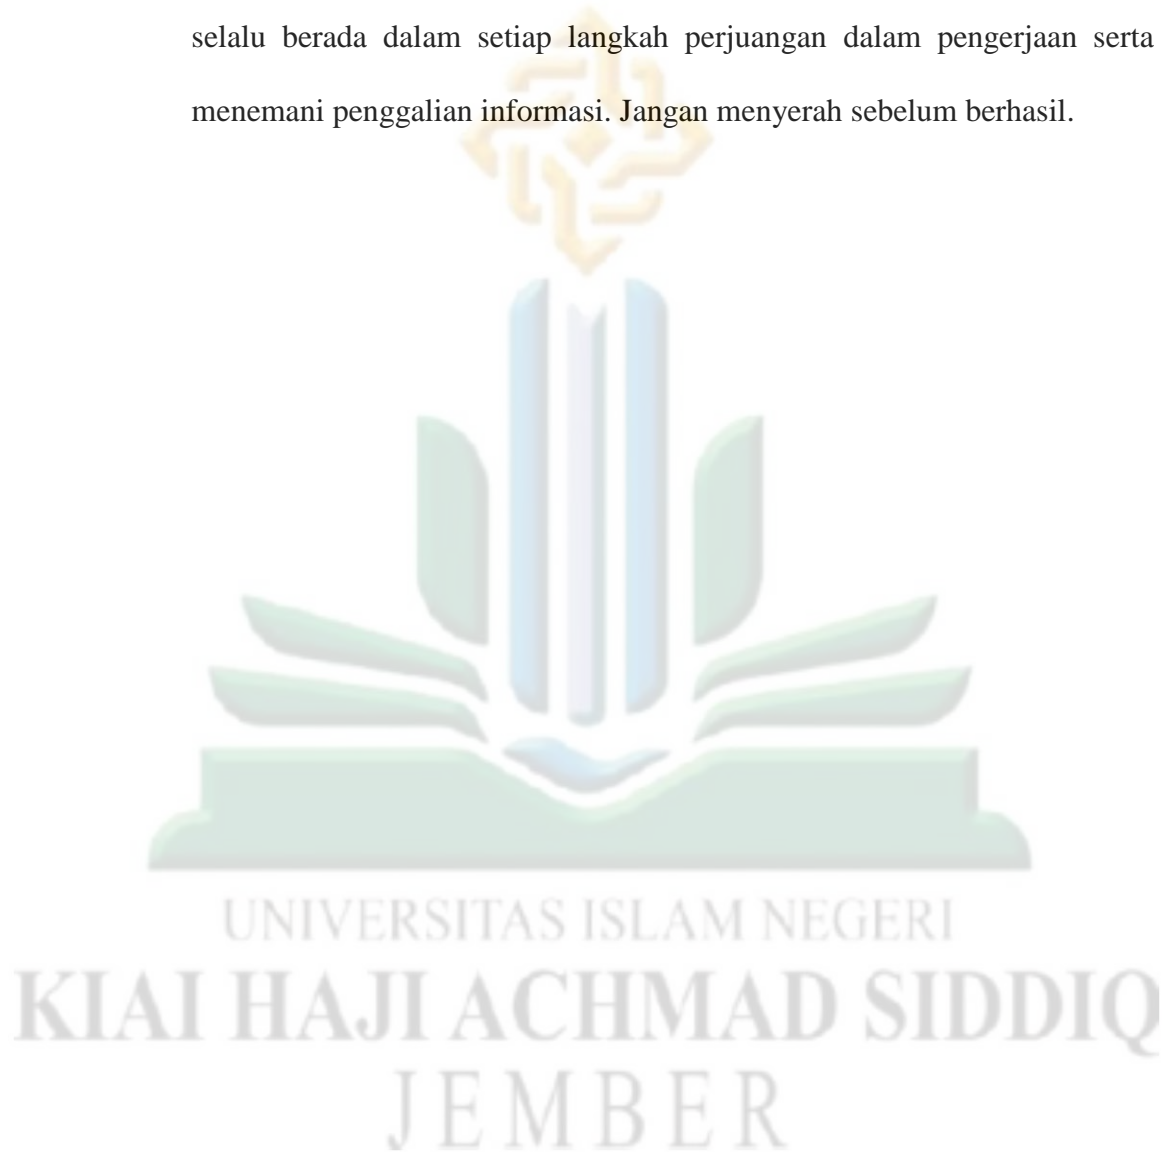 selalu berada dalam setiap langkah perjuangan dalam pengerjaan serta
menemani penggalian informasi. Jangan menyerah sebelum berhasil.
UNIVERSITAS ISLAM NEGERI
KIAI HAJI ACHMAD SIDDIQ
JEMBER